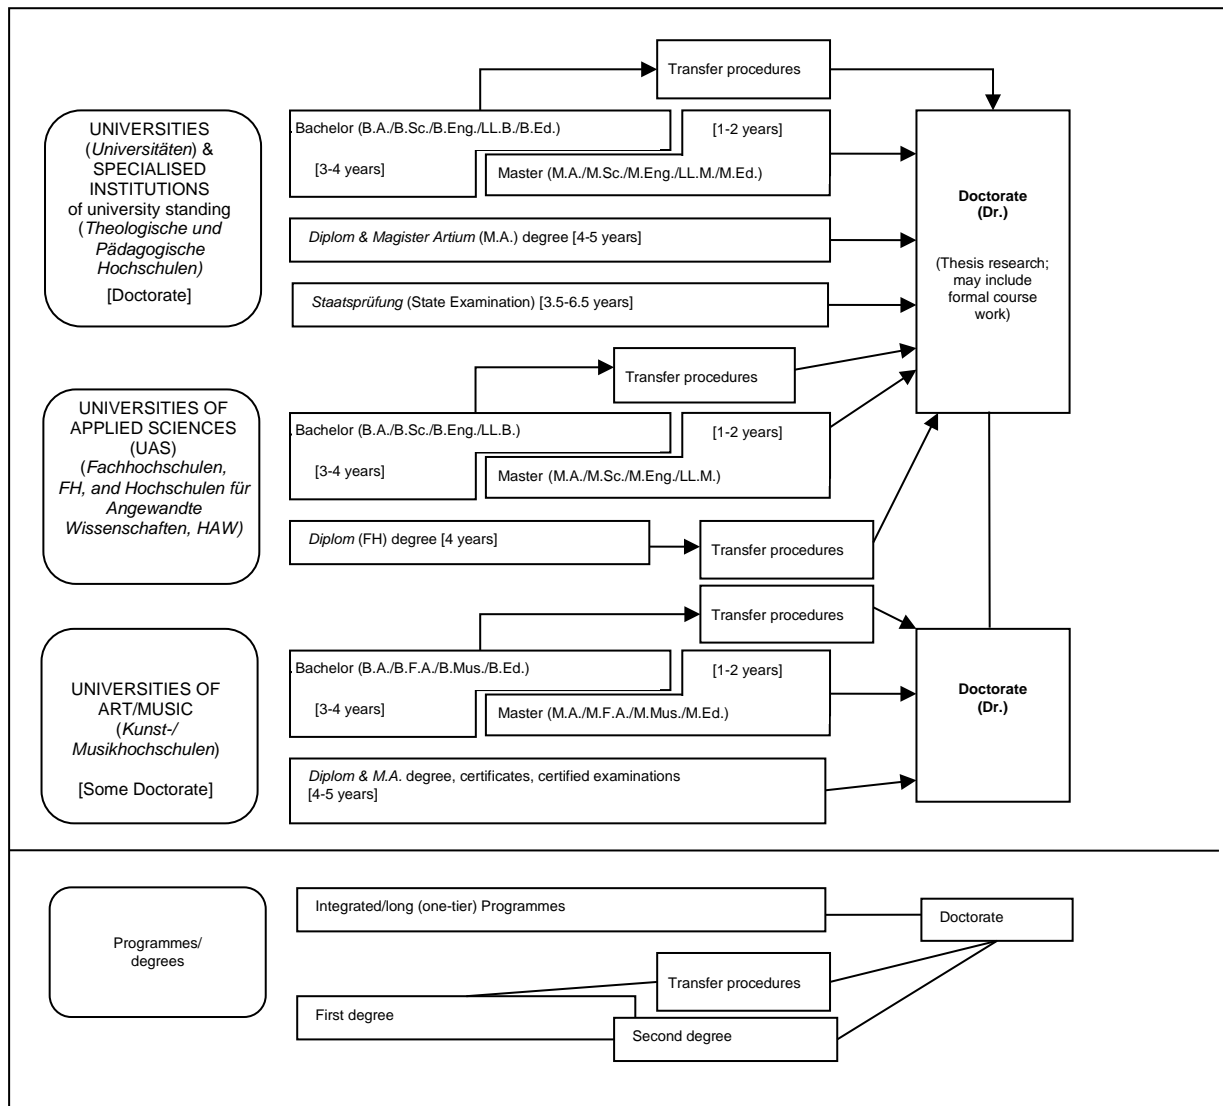 Transfer procedures
UNIVERSITIES
(Universitäten) &
SPECIALISED
INSTITUTIONS
of university standing
(Theologische und
Pädagogische
Hochschulen)
[Doctorate]
. Bachelor (B.A./B.Sc./B.Eng./LL.B./B.Ed.)
[1-2 years]
[3-4 years]
Master (M.A./M.Sc./M.Eng./LL.M./M.Ed.)
Diplom & Magister Artium (M.A.) degree [4-5 years]
Staatsprüfung (State Examination) [3.5-6.5 years]
Doctorate
(Dr.)
(Thesis research;
may include
formal course
work)
Transfer procedures
UNIVERSITIES OF
APPLIED SCIENCES
(UAS)
(Fachhochschulen,
FH, and Hochschulen für
Angewandte
Wissenschaften, HAW)
. Bachelor (B.A./B.Sc./B.Eng./LL.B.)
[1-2 years]
[3-4 years]
Master (M.A./M.Sc./M.Eng./LL.M.)
Diplom (FH) degree [4 years]
Transfer procedures
Transfer procedures
UNIVERSITIES OF
ART/MUSIC
(Kunst-/
Musikhochschulen)
[Some Doctorate]
. Bachelor (B.A./B.F.A./B.Mus./B.Ed.)
[1-2 years]
[3-4 years]
Master (M.A./M.F.A./M.Mus./M.Ed.)
Diplom & M.A. degree, certificates, certified examinations
[4-5 years]
Doctorate
(Dr.)
Programmes/
degrees
Integrated/long (one-tier) Programmes
Doctorate
Transfer procedures
First degree
Second degree